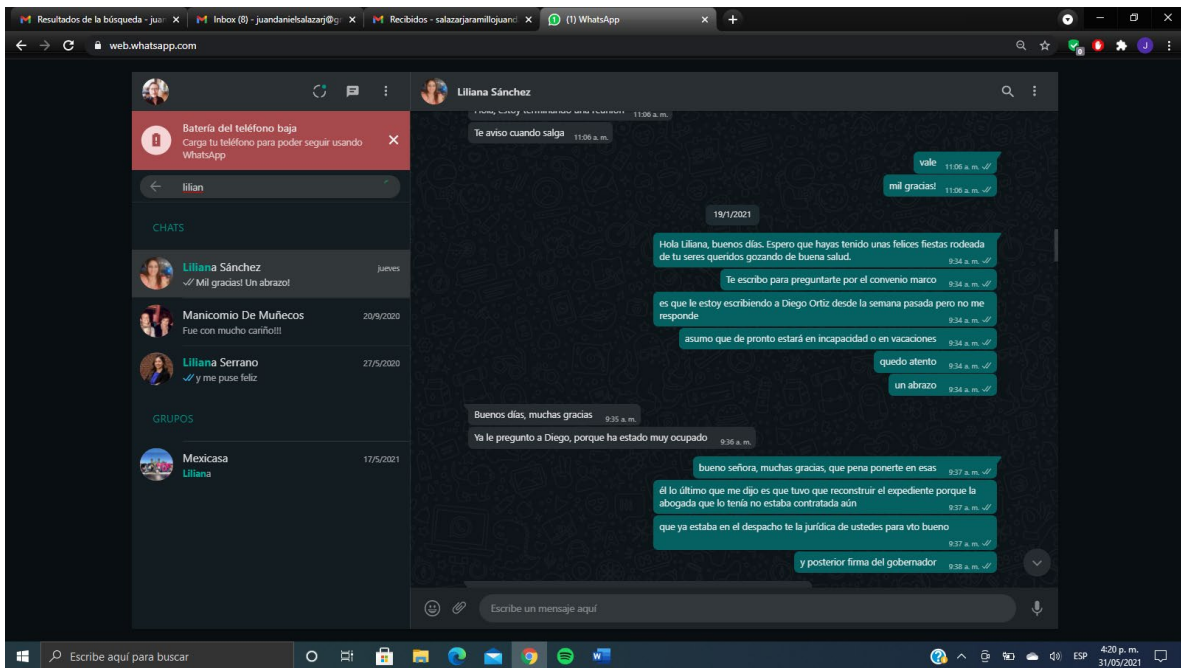 Resultados de la búsqueda - juan
Inbox (8) - juandanielsalazarj@gr
Recibidos - salazarjaramillojuand
(1) WhatsApp
web.whatsapp.com
Liliana Sánchez
Batería del teléfono baja
Carga tu teléfono para poder seguir usando
WhatsApp
lilian
CHATS
Liliana Sánchez
jueves
Mil gracias! Un abrazo!
Manicomio De Muñecos
20/9/2020
Fue con mucho cariño!!!
Liliana Serrano
27/5/2020
y me puse feliz
GRUPOS
Mexicasa
17/5/2021
Liliana
Hola, estoy terminando una reunión 11:06 a. m.
Te aviso cuando salga 11:06 a. m.
vale 11:06 a. m.
mil gracias! 11:06 a. m.
19/1/2021
Hola Liliana, buenos días. Espero que hayas tenido unas felices fiestas rodeada
de tu seres queridos gozando de buena salud. 9:34 a. m.
Te escribo para preguntarte por el convenio marco 9:34 a. m.
es que le estoy escribiendo a Diego Ortiz desde la semana pasada pero no me
responde 9:34 a. m.
asumo que de pronto estará en incapacidad o en vacaciones 9:34 a. m.
quedo atento 9:34 a. m.
un abrazo 9:34 a. m.
Buenos días, muchas gracias 9:35 a. m.
Ya le pregunto a Diego, porque ha estado muy ocupado 9:36 a. m.
bueno señora, muchas gracias, que pena ponerte en esas 9:37 a. m.
él lo último que me dijo es que tuvo que reconstruir el expediente porque la
abogada que lo tenía no estaba contratada aún 9:37 a. m.
que ya estaba en el despacho te la jurídica de ustedes para vto bueno
9:37 a. m.
y posterior firma del gobernador 9:38 a. m.
Escribe un mensaje aquí
Escribe aquí para buscar
ESP
4:20 p. m.
31/05/2021